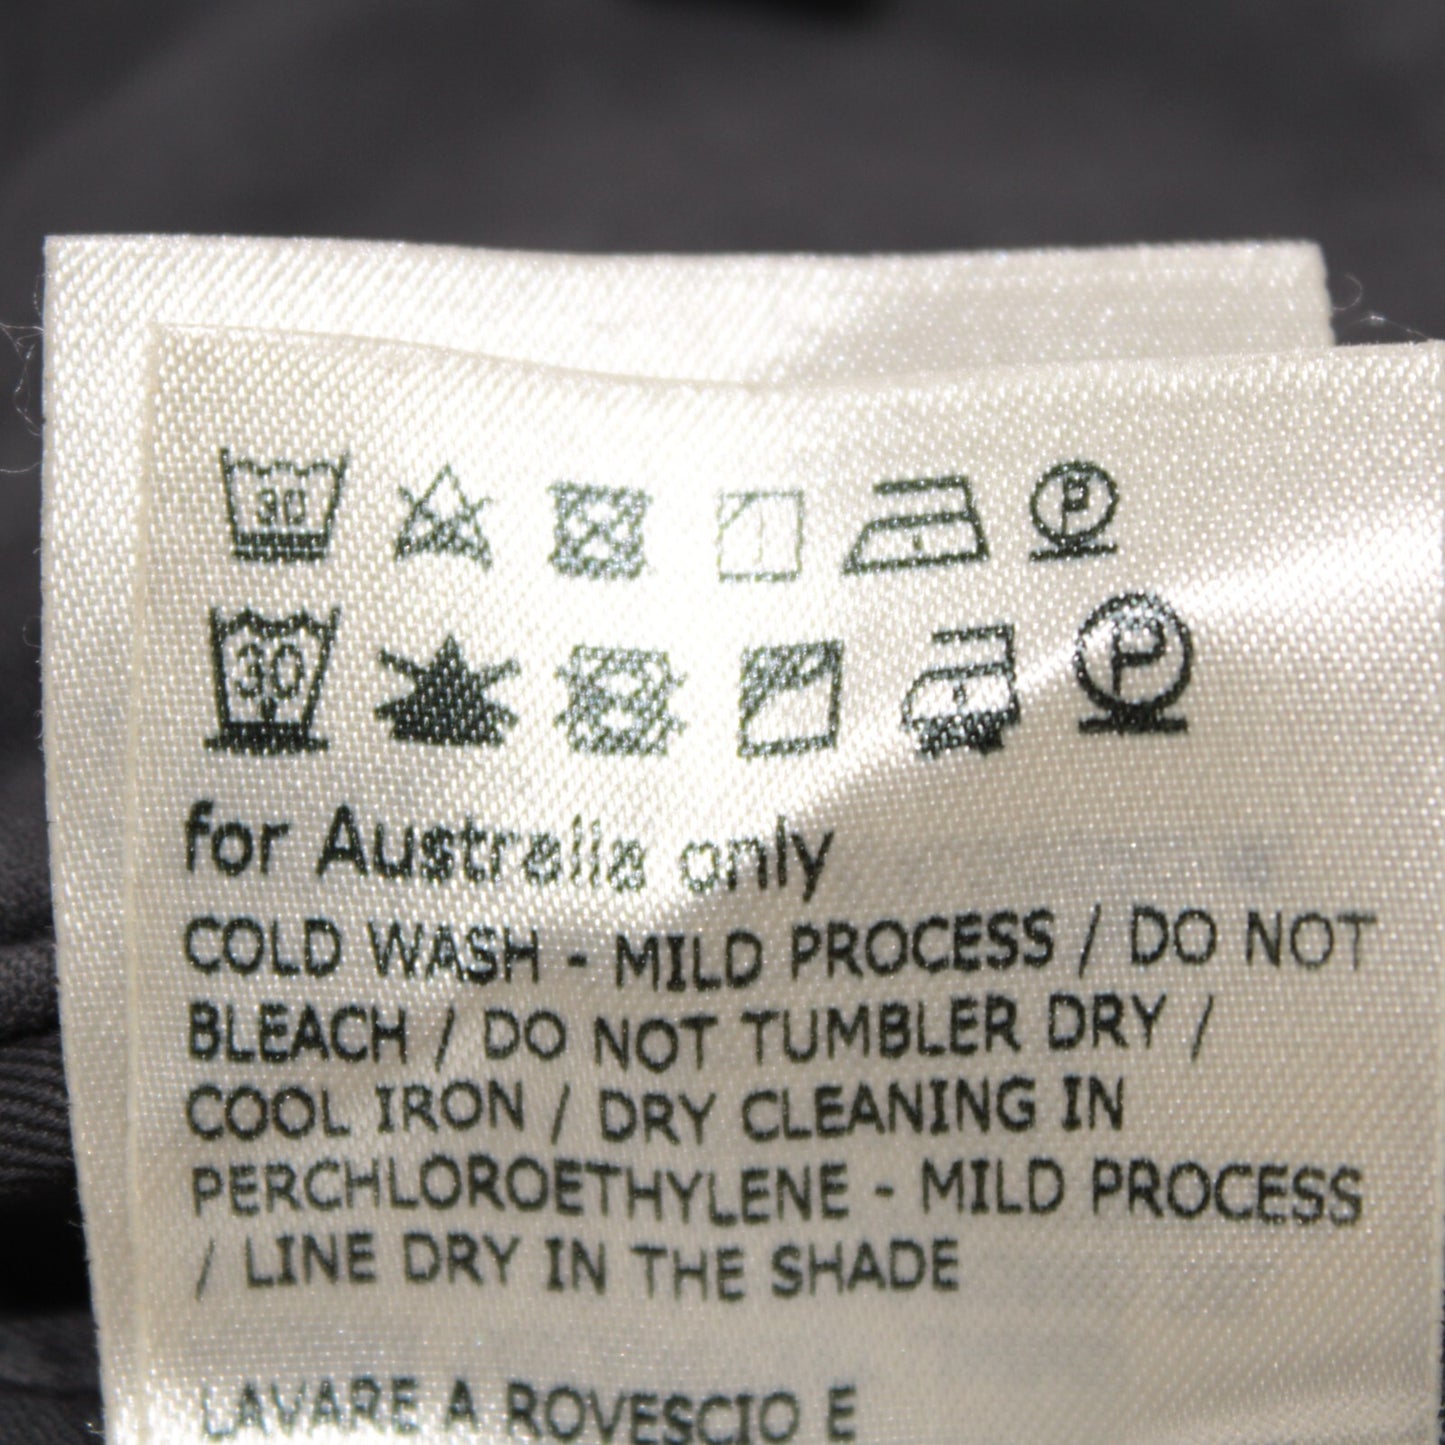 30 P
30 P
for Australia only
COLD WASH - MILD PROCESS / DO NOT
BLEACH / DO NOT TUMBLER DRY /
COOL IRON / DRY CLEANING IN
PERCHLOROETHYLENE - MILD PROCESS
/ LINE DRY IN THE SHADE
LAVARE A ROVESCIO E